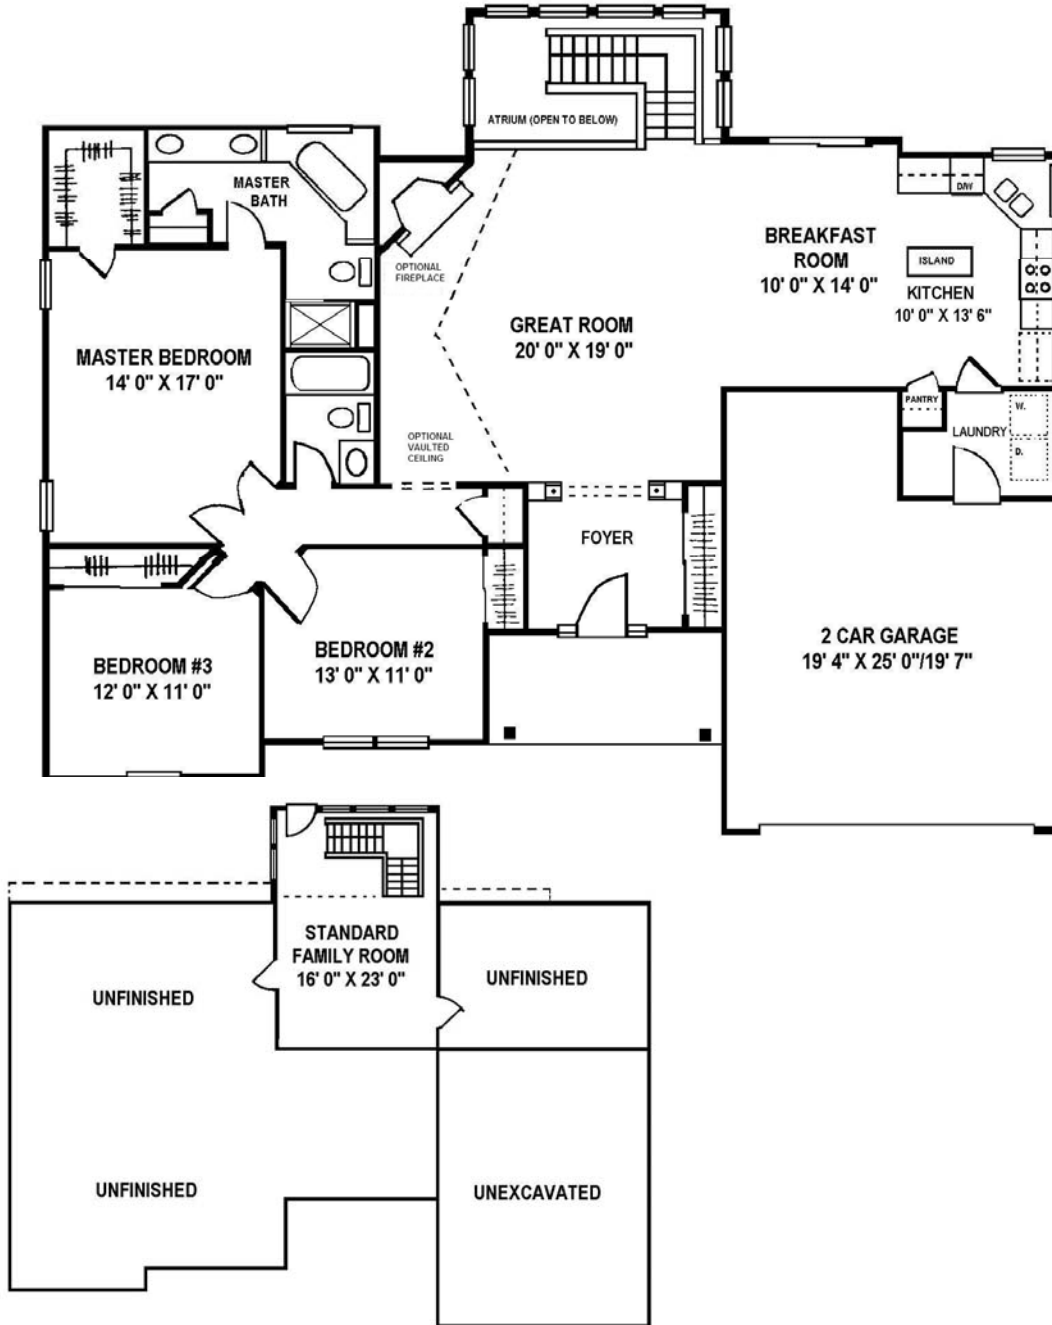 ATRIUM (OPEN TO BELOW)
MASTER
BATH
D/W
OPTIONAL
FIREPLACE
BREAKFAST
ROOM
10' 0" X 14' 0"
ISLAND
KITCHEN
10' 0" X 13' 6"
GREAT ROOM
20' 0" X 19' 0"
MASTER BEDROOM
14' 0" X 17' 0"
PANTRY
W.
LAUNDRY
D.
OPTIONAL
VAULTED
CEILING
FOYER
BEDROOM #3
12' 0" X 11' 0"
BEDROOM #2
13' 0" X 11' 0"
2 CAR GARAGE
19' 4" X 25' 0"/19' 7"
STANDARD
FAMILY ROOM
16' 0" X 23' 0"
UNFINISHED
UNFINISHED
UNFINISHED
UNEXCAVATED